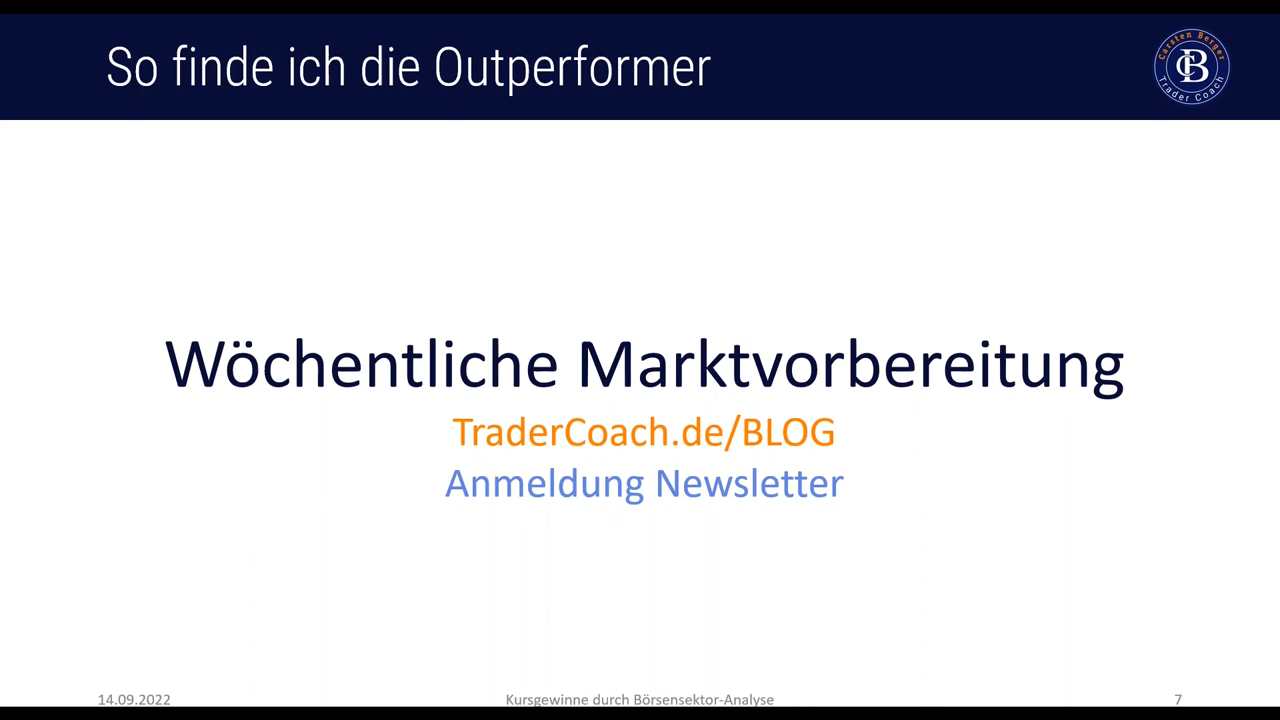 So finde ich die Outperformer
Carsten Berger
CB
Trader Coach
Wöchentliche Marktvorbereitung
TraderCoach.de/BLOG
Anmeldung Newsletter
14.09.2022
Kursgewinne durch Börsensektor-Analyse
7